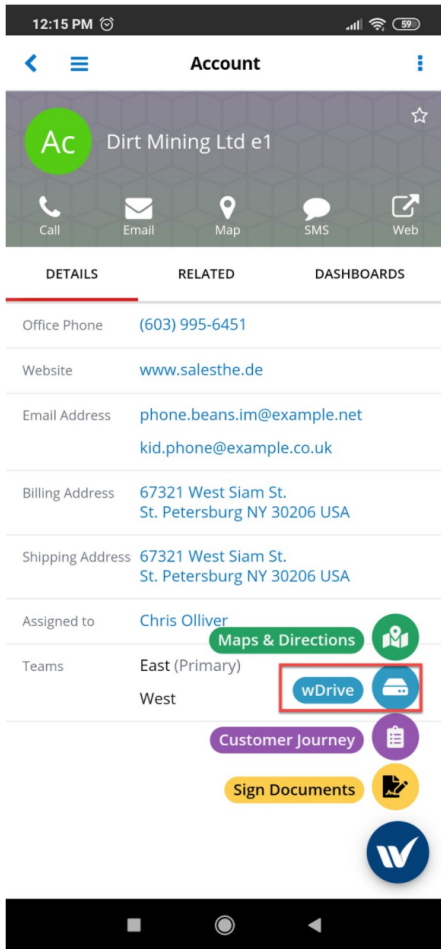 12:15 PM
59
Account
Ac
Dirt Mining Ltd e1
Call
Email
Map
SMS
Web
DETAILS
RELATED
DASHBOARDS
Office Phone
(603) 995-6451
Website
www.salesthe.de
Email Address
phone.beans.im@example.net
kid.phone@example.co.uk
Billing Address
67321 West Siam St.
St. Petersburg NY 30206 USA
Shipping Address
67321 West Siam St.
St. Petersburg NY 30206 USA
Assigned to
Chris Olliver
Maps & Directions
Teams
East (Primary)
wDrive
West
Customer Journey
Sign Documents